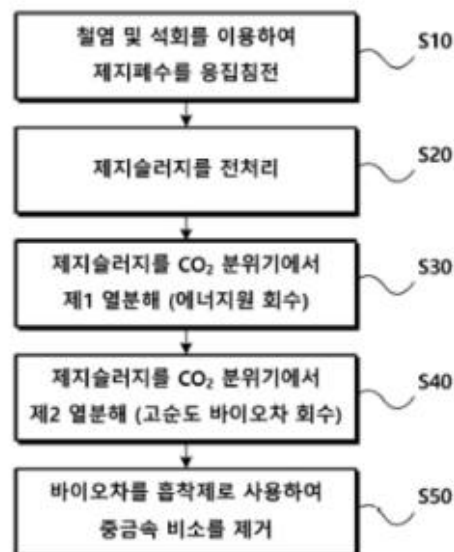 철염 및 석회를 이용하여
제지폐수를 응집침전
S10
제지슬러지를 전처리
S20
제지슬러지를 CO₂ 분위기에서
제1 열분해 (에너지원 회수)
S30
제지슬러지를 CO₂ 분위기에서
제2 열분해 (고순도 바이오차 회수)
S40
바이오차를 흡착제로 사용하여
중금속 비소를 제거
S50